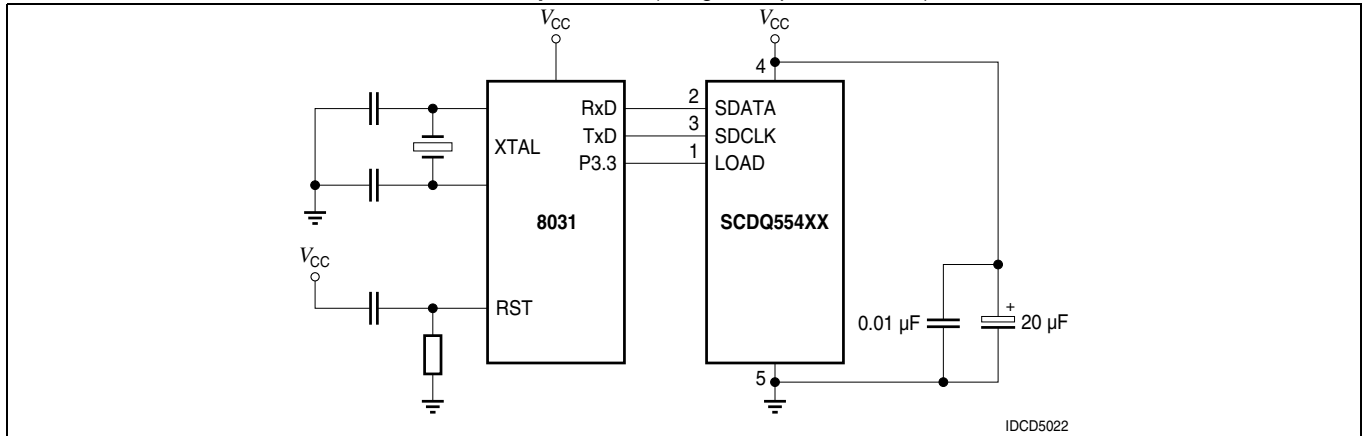 VCC
VCC
4
RxD
2
SDATA
TxD
3
SDCLK
XTAL
P3.3
1
LOAD
8031
SCDQ554XX
VCC
RST
0.01 µF
+
20 µF
5
IDCD5022